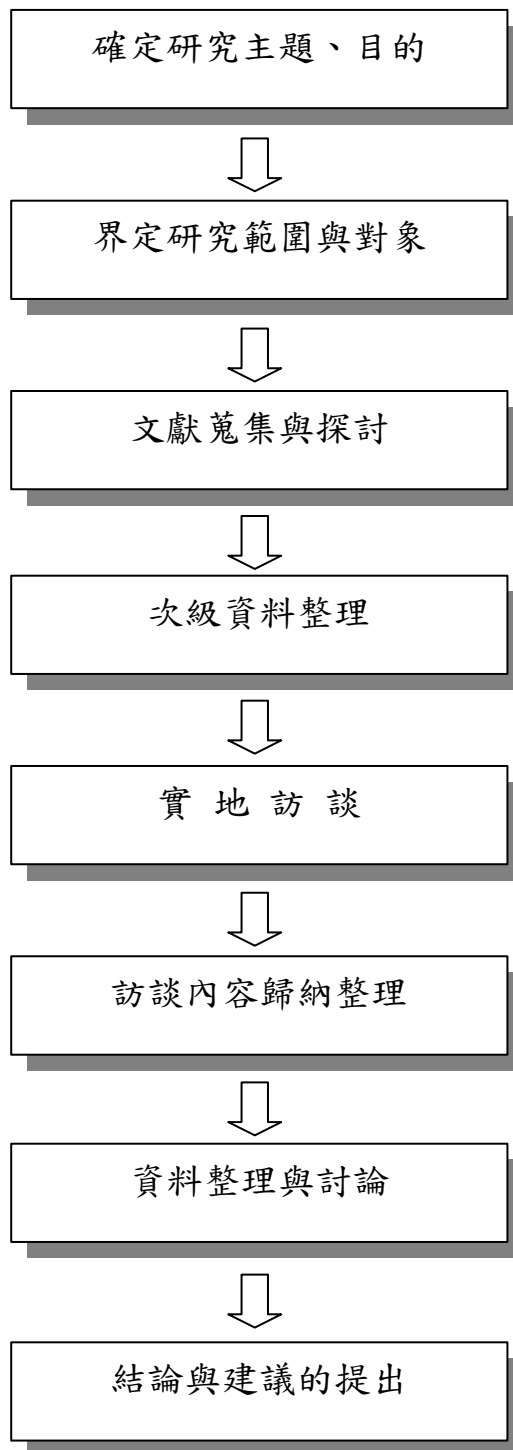 確定研究主題、目的
界定研究範圍與對象
文獻蒐集與探討
次級資料整理
實 地 訪 談
訪談內容歸納整理
資料整理與討論
結論與建議的提出